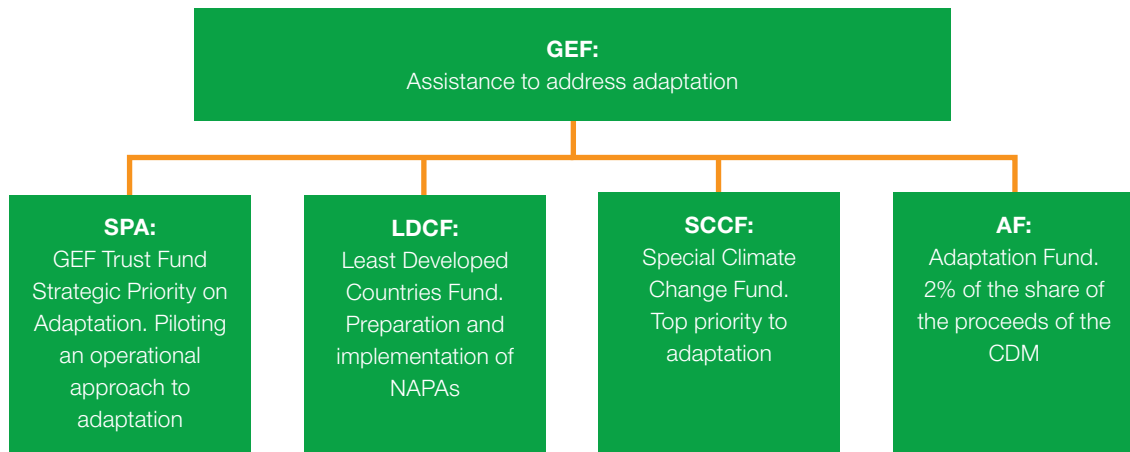 GEF:
Assistance to address adaptation
SPA:
GEF Trust Fund
Strategic Priority on
Adaptation. Piloting
an operational
approach to
adaptation
LDCF:
Least Developed
Countries Fund.
Preparation and
implementation of
NAPAs
SCCF:
Special Climate
Change Fund.
Top priority to
adaptation
AF:
Adaptation Fund.
2% of the share of
the proceeds of the
CDM